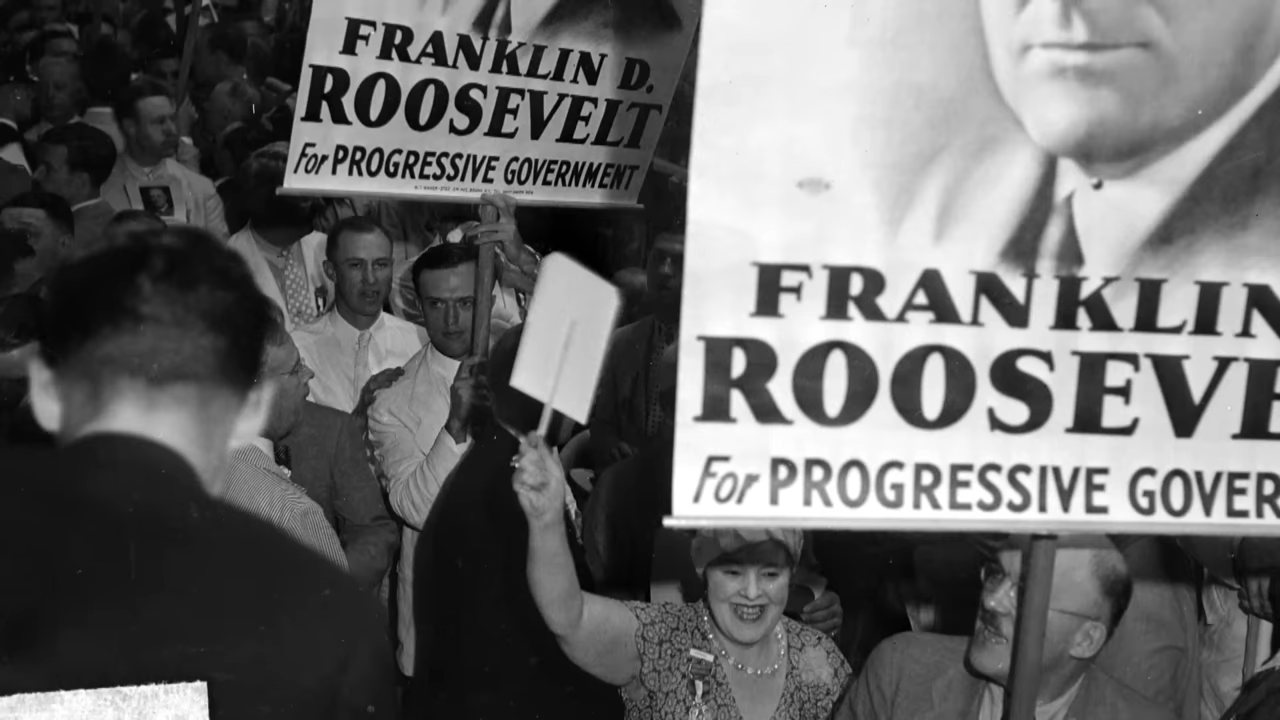 FRANKLIN D.
ROOSEVELT
For PROGRESSIVE GOVERNMENT
FRANKLIN
ROOSEVE
For PROGRESSIVE GOVER